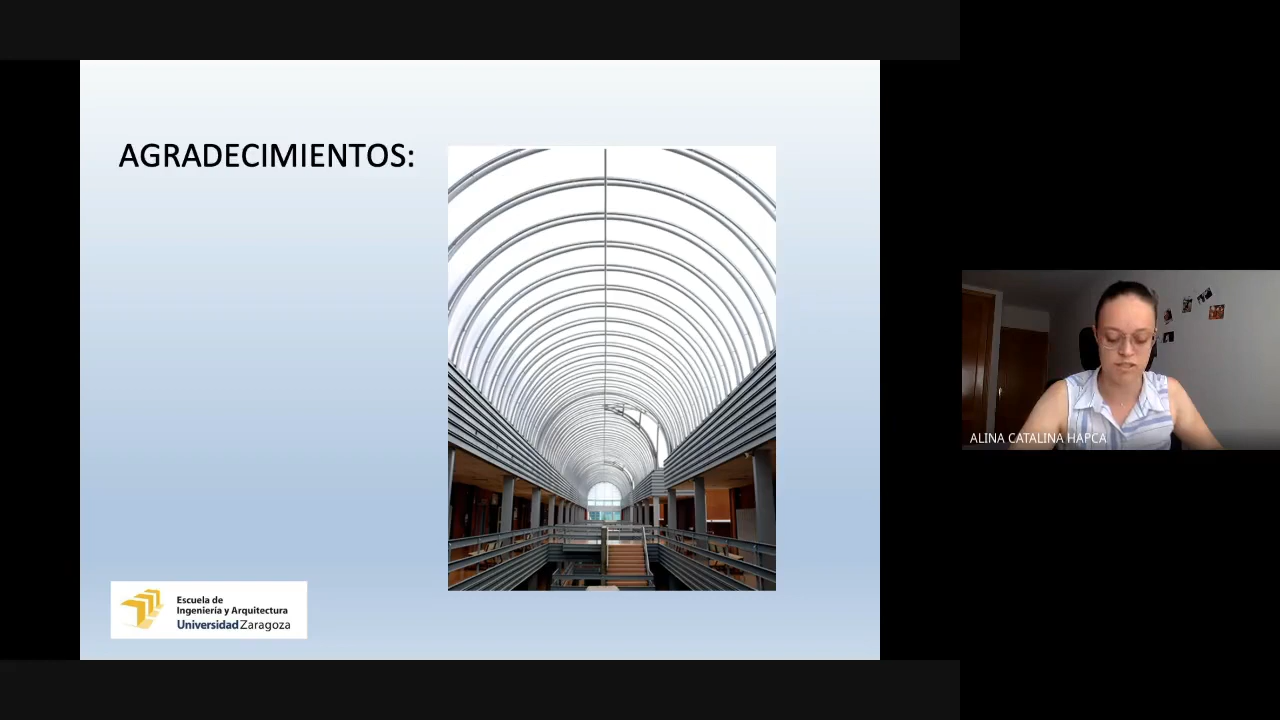 AGRADECIMIENTOS:
Escuela de
Ingeniería y Arquitectura
Universidad Zaragoza
ALINA CATALINA HAPCA